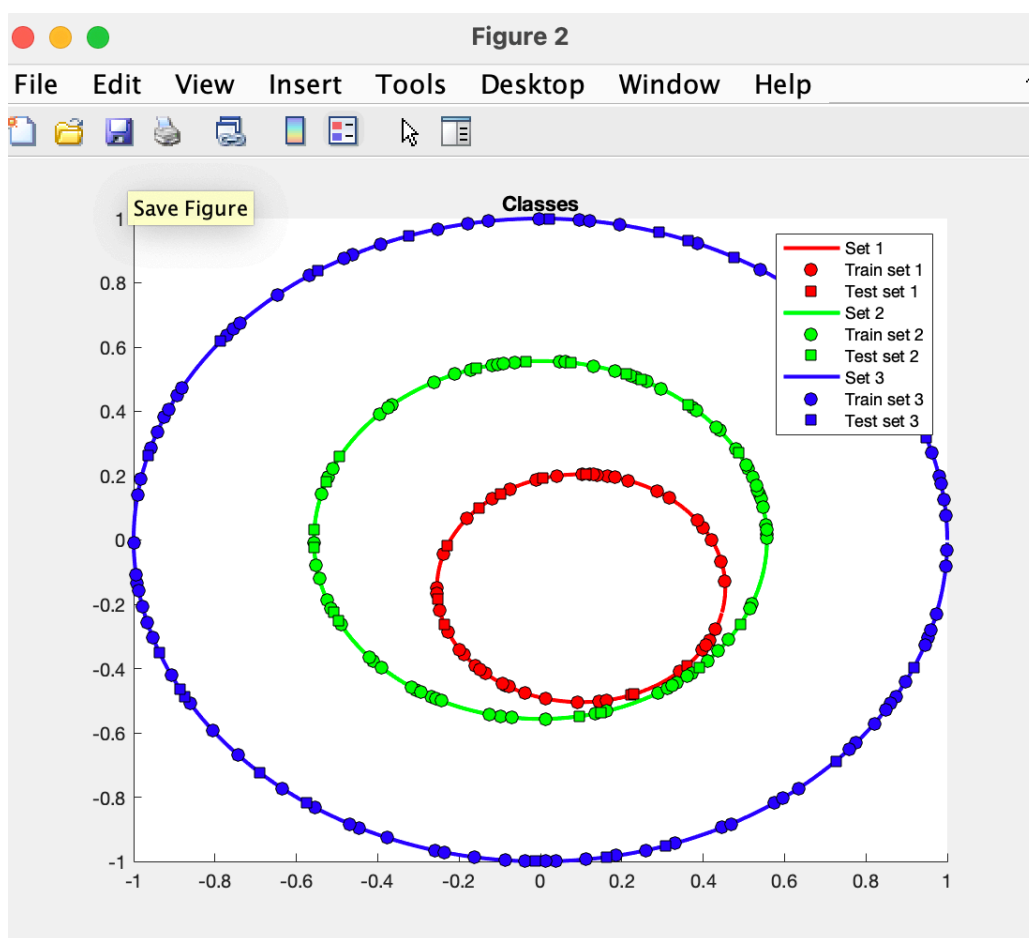 Figure 2
File Edit View Insert Tools Desktop Window Help
Save Figure
Classes
Set 1
Train set 1
Test set 1
Set 2
Train set 2
Test set 2
Set 3
Train set 3
Test set 3
1
0.8
0.6
0.4
0.2
0
-0.2
-0.4
-0.6
-0.8
-1
-1 -0.8 -0.6 -0.4 -0.2 0 0.2 0.4 0.6 0.8 1